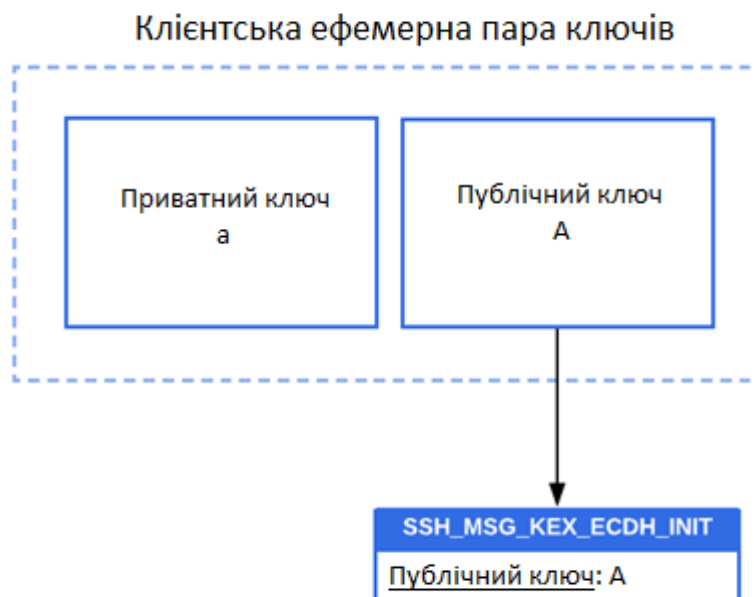 Клієнтська ефемерна пара ключів
Приватний ключ
а
Публічний ключ
А
SSH_MSG_KEX_ECDH_INIT
Публічний ключ: А